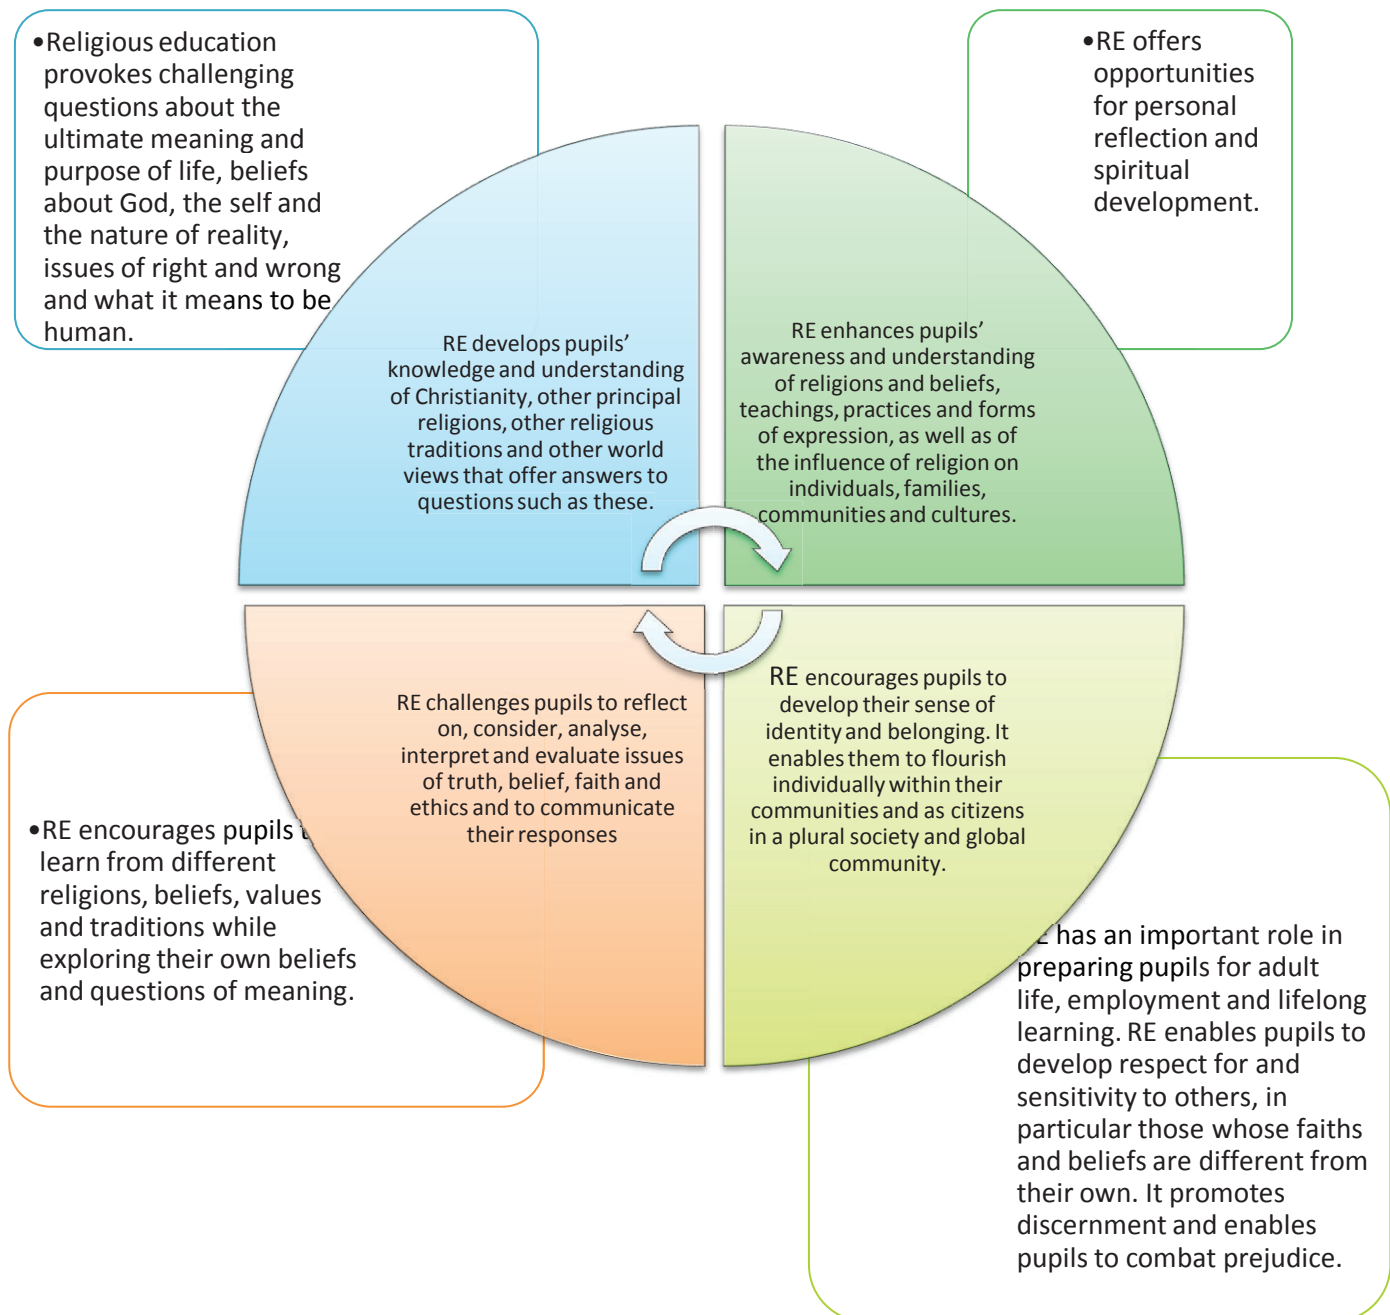 •Religious education
provokes challenging
questions about the
ultimate meaning and
purpose of life, beliefs
about God, the self and
the nature of reality,
issues of right and wrong
and what it means to be
human.
•RE offers
opportunities
for personal
reflection and
spiritual
development.
RE develops pupils’
knowledge and understanding
of Christianity, other principal
religions, other religious
traditions and other world
views that offer answers to
questions such as these.
RE enhances pupils’
awareness and understanding
of religions and beliefs,
teachings, practices and forms
of expression, as well as of
the influence of religion on
individuals, families,
communities and cultures.
RE challenges pupils to reflect
on, consider, analyse,
interpret and evaluate issues
of truth, belief, faith and
ethics and to communicate
their responses
RE encourages pupils to
develop their sense of
identity and belonging. It
enables them to flourish
individually within their
communities and as citizens
in a plural society and global
community.
•RE encourages pupils
learn from different
religions, beliefs, values
and traditions while
exploring their own beliefs
and questions of meaning.
has an important role in
preparing pupils for adult
life, employment and lifelong
learning. RE enables pupils to
develop respect for and
sensitivity to others, in
particular those whose faiths
and beliefs are different from
their own. It promotes
discernment and enables
pupils to combat prejudice.